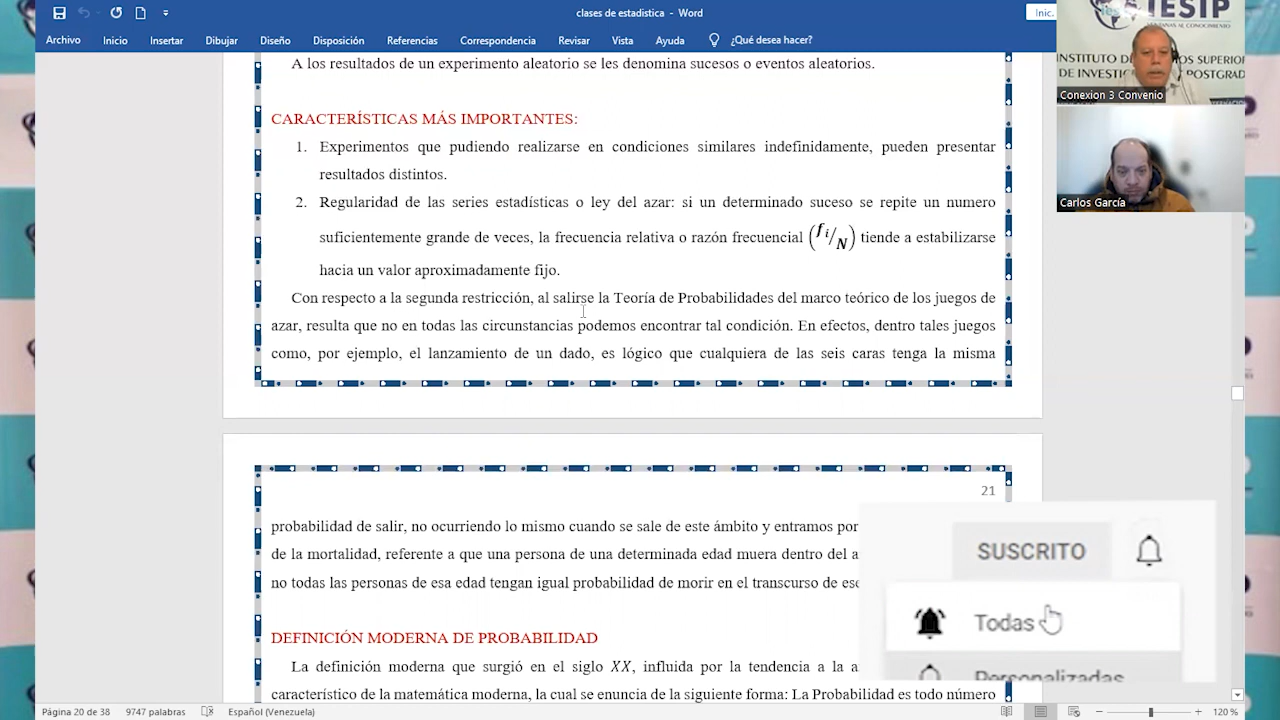 clases de estadistica - Word
Inic.
Archivo Inicio Insertar Dibujar Diseño Disposición Referencias Correspondencia Revisar Vista Ayuda ¿Qué desea hacer?
A los resultados de un experimento aleatorio se les denomina sucesos o eventos aleatorios.
CARACTERÍSTICAS MÁS IMPORTANTES:
1. Experimentos que pudiendo realizarse en condiciones similares indefinidamente, pueden presentar
resultados distintos.
2. Regularidad de las series estadísticas o ley del azar: si un determinado suceso se repite un numero
suficientemente grande de veces, la frecuencia relativa o razón frecuencial (fi/N) tiende a estabilizarse
hacia un valor aproximadamente fijo.
Con respecto a la segunda restricción, al salirse la Teoría de Probabilidades del marco teórico de los juegos de
azar, resulta que no en todas las circunstancias podemos encontrar tal condición. En efectos, dentro tales juegos
como, por ejemplo, el lanzamiento de un dado, es lógico que cualquiera de las seis caras tenga la misma
21
probabilidad de salir, no ocurriendo lo mismo cuando se sale de este ámbito y entramos por
de la mortalidad, referente a que una persona de una determinada edad muera dentro del a
no todas las personas de esa edad tengan igual probabilidad de morir en el transcurso de ese
DEFINICIÓN MODERNA DE PROBABILIDAD
La definición moderna que surgió en el siglo XX, influida por la tendencia a la a
característico de la matemática moderna, la cual se enuncia de la siguiente forma: La Probabilidad es todo número
IESIP
Conexion 3 Convenio
Carlos García
SUSCRITO
Todas
Personalizadas
Página 20 de 38 9747 palabras Español (Venezuela) 120 %